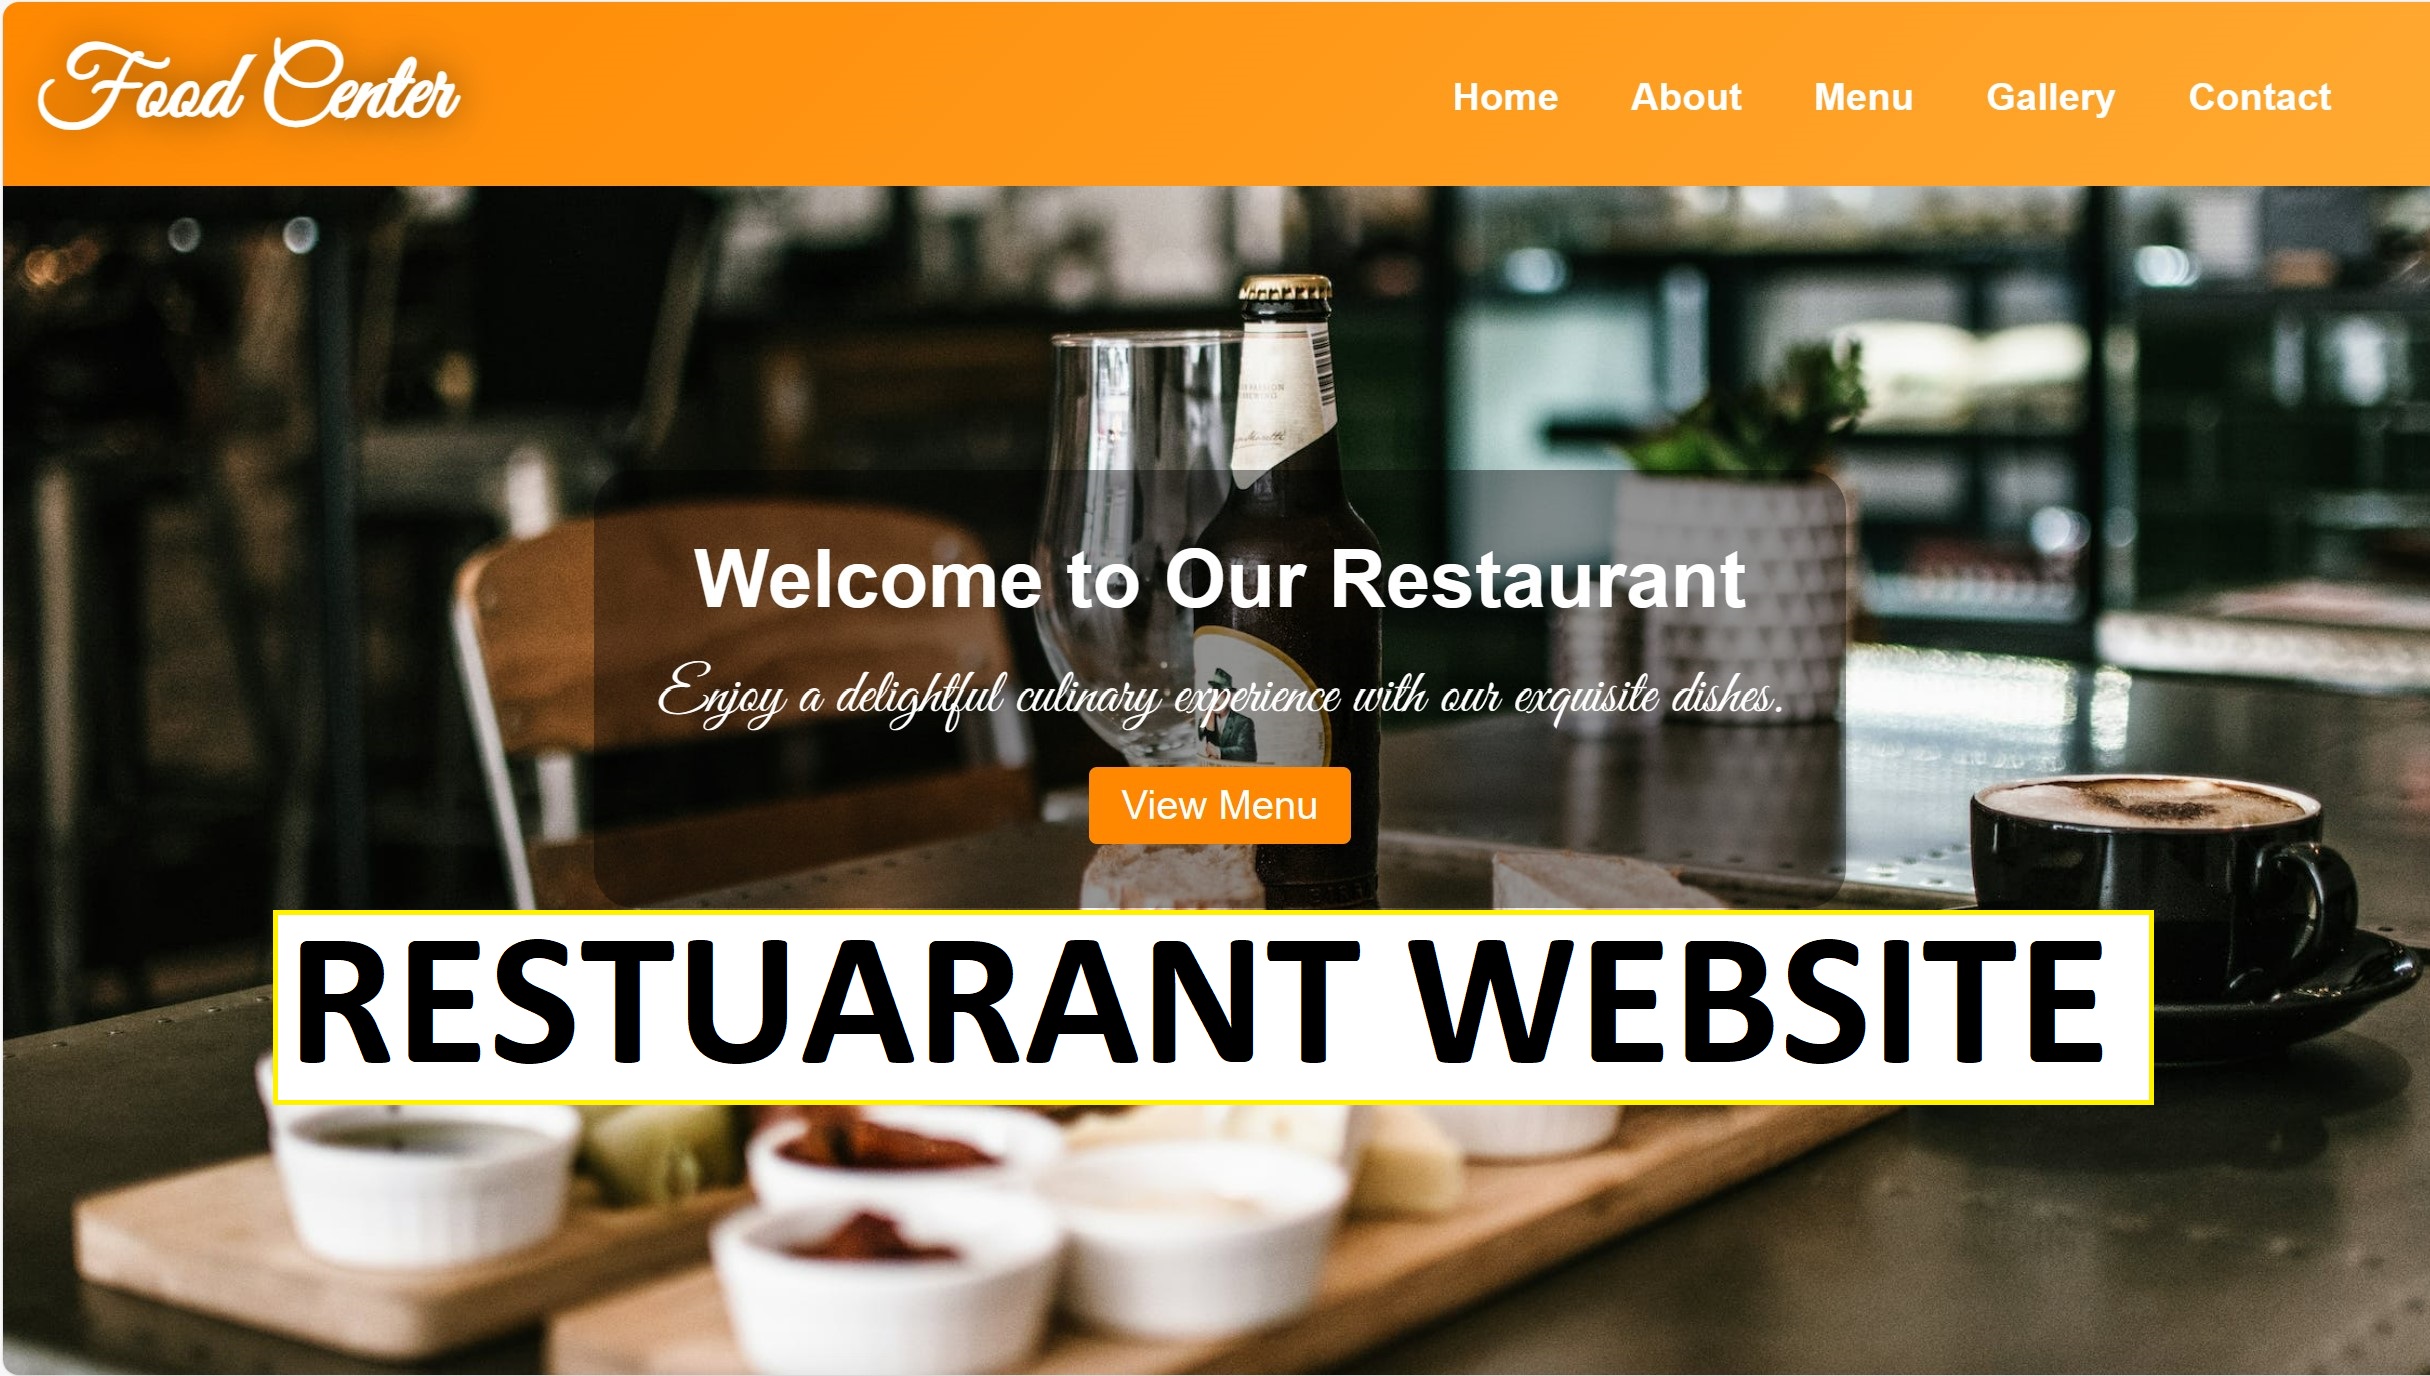 Food Center
Home About Menu Gallery Contact
Welcome to Our Restaurant
Enjoy a delightful culinary experience with our exquisite dishes.
View Menu
RESTUARANT WEBSITE